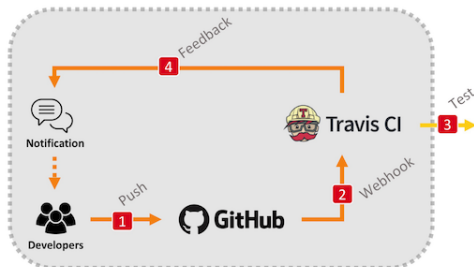 Feedback
4
Test
Travis CI
3
Notification
Push
2
Webhook
1
GitHub
Developers